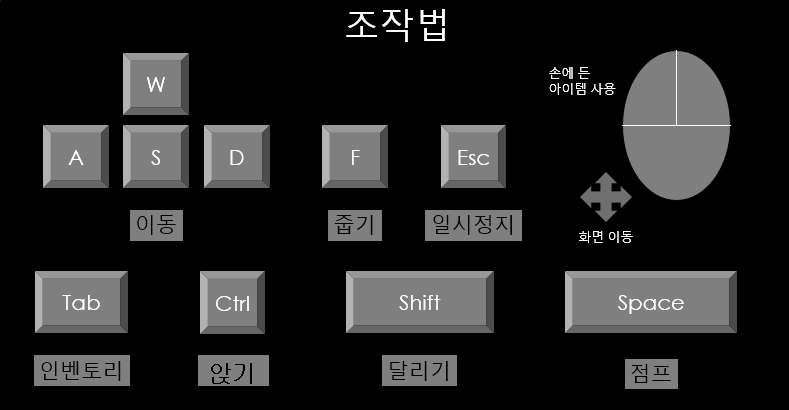 조작법
W
손에 든
아이템 사용
A S D F Esc
화면 이동
이동 줍기 일시정지
Tab Ctrl Shift Space
인벤토리 앉기 달리기 점프